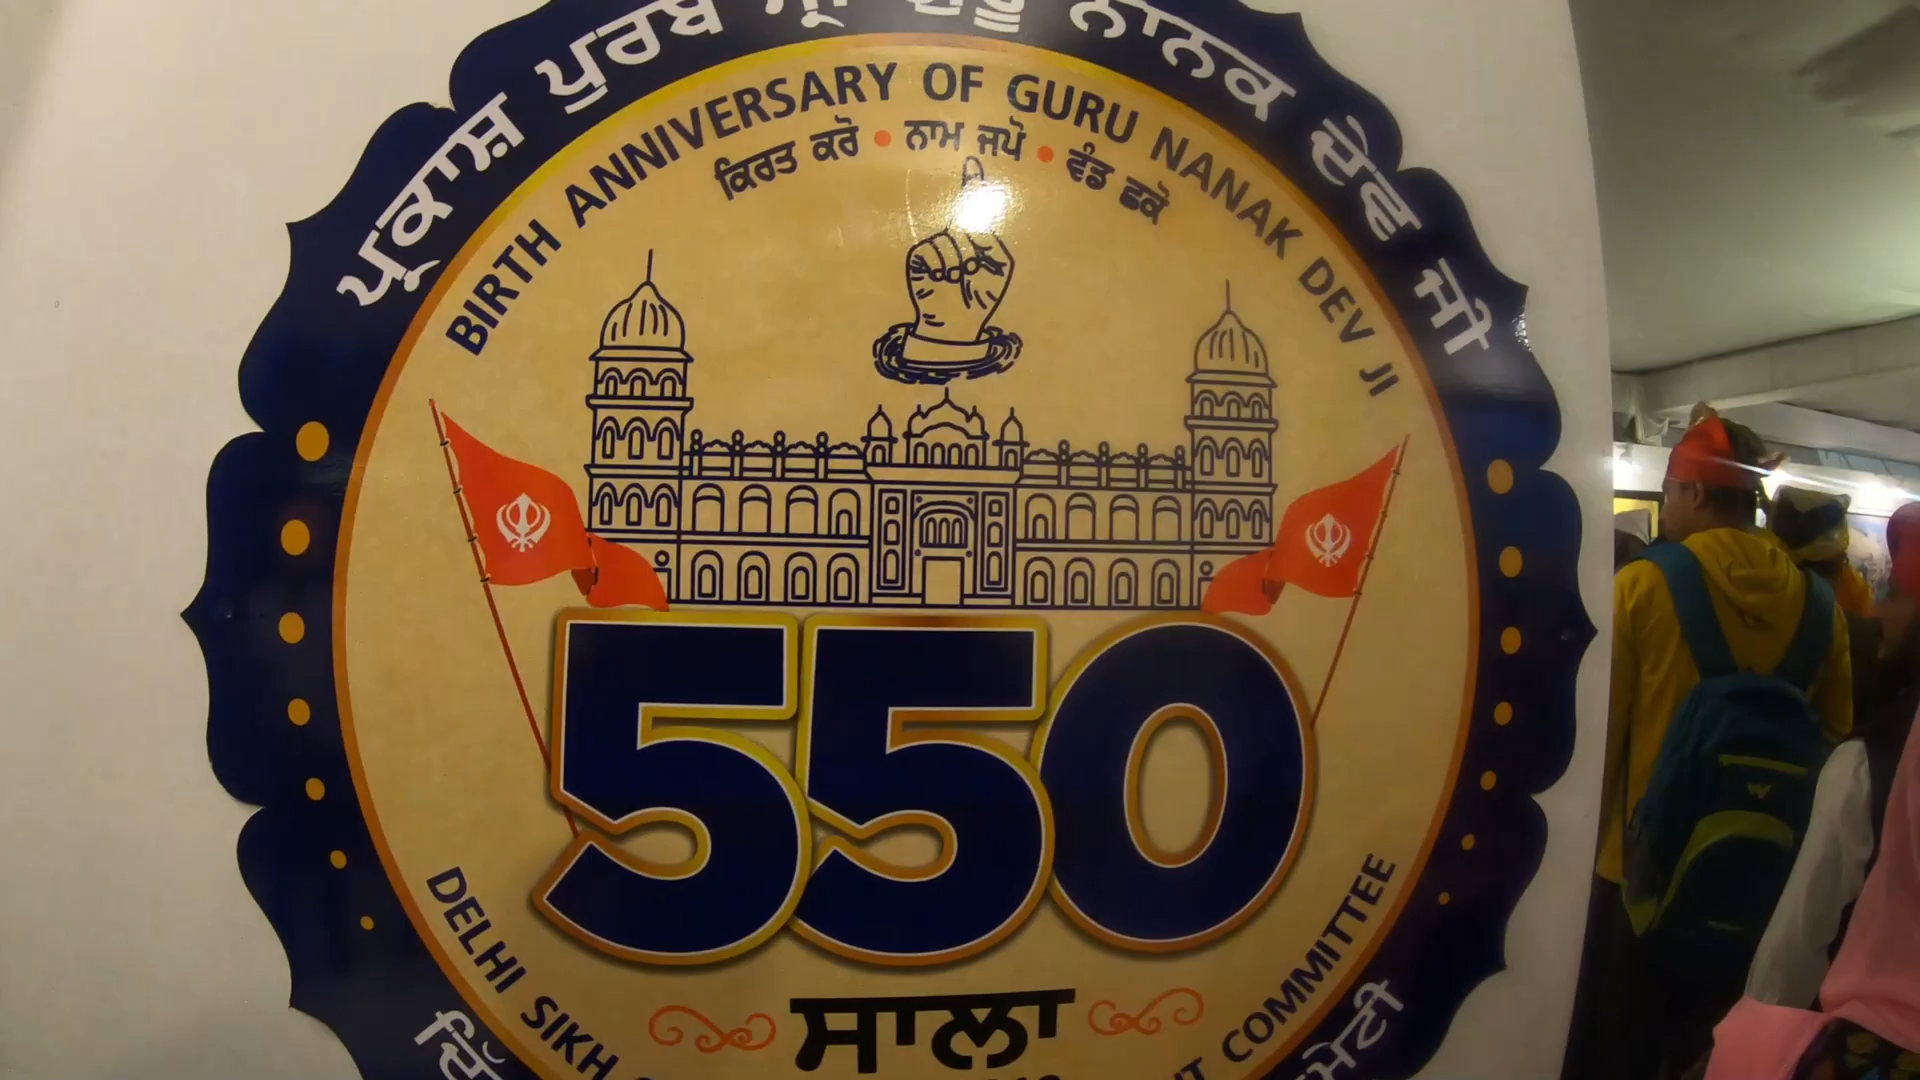 ਪ੍ਰਕਾਸ਼ ਪੁਰਬ ਸ੍ਰੀ ਗੁਰੂ ਨਾਨਕ ਦੇਵ ਜੀ
BIRTH ANNIVERSARY OF GURU NANAK DEV JI
ਕਿਰਤ ਕਰੋ • ਨਾਮ ਜਪੋ • ਵੰਡ ਛਕੋ
550
ਸਾਲਾ
DELHI SIKH COMMITTEE